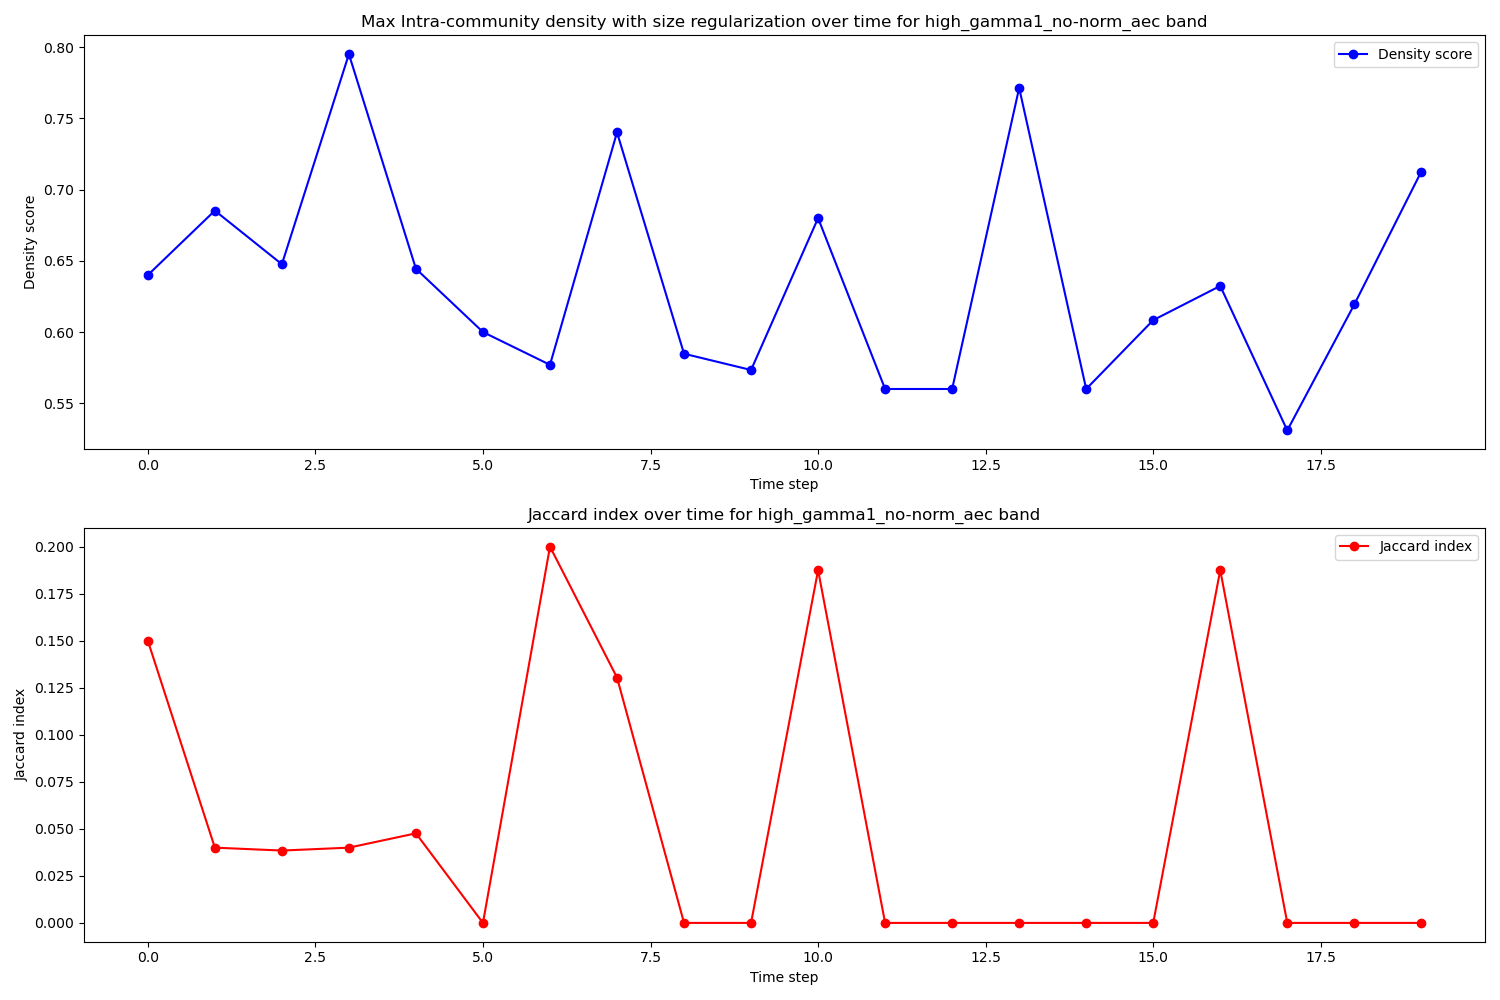 Max Intra-community density with size regularization over time for high_gamma1_no-norm_aec band
Density score
0.80
0.75
0.70
0.65
0.60
0.55
Density score
0.0 2.5 5.0 7.5 10.0 12.5 15.0 17.5
Time step
Jaccard index over time for high_gamma1_no-norm_aec band
Jaccard index
0.200
0.175
0.150
0.125
0.100
0.075
0.050
0.025
0.000
Jaccard index
0.0 2.5 5.0 7.5 10.0 12.5 15.0 17.5
Time step